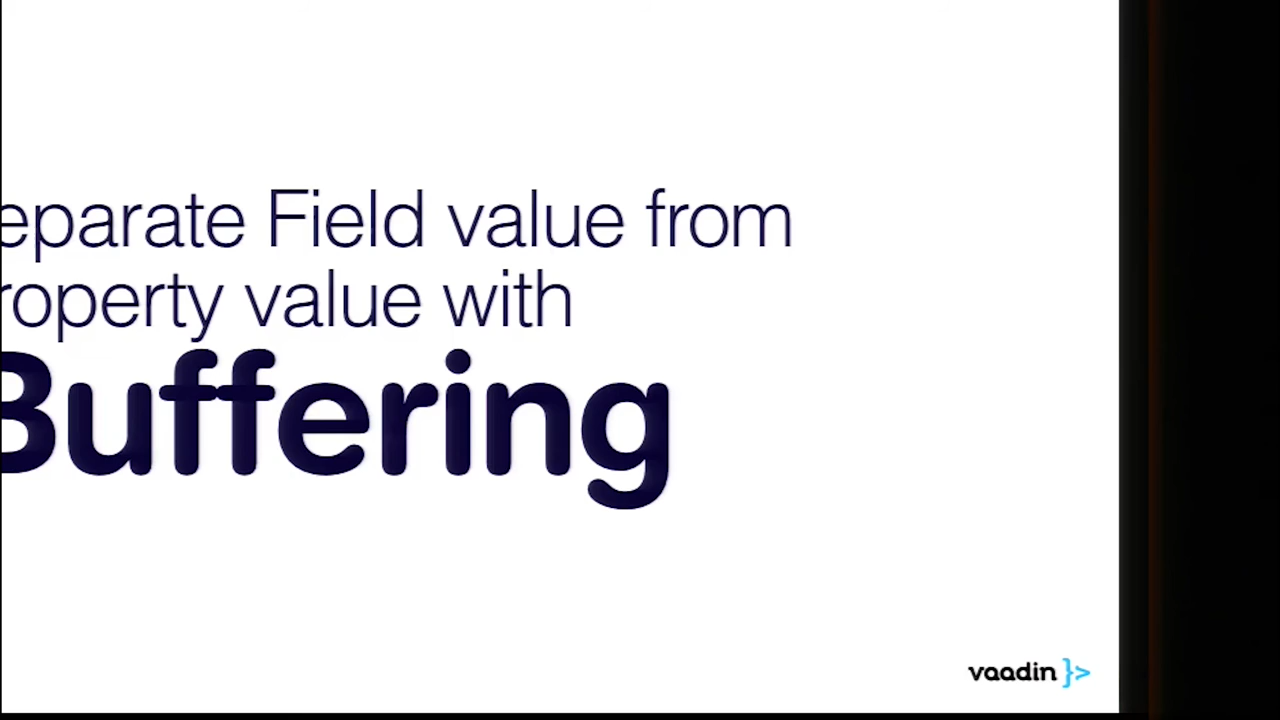 eparate Field value from
roperty value with
Buffering
vaadin }>